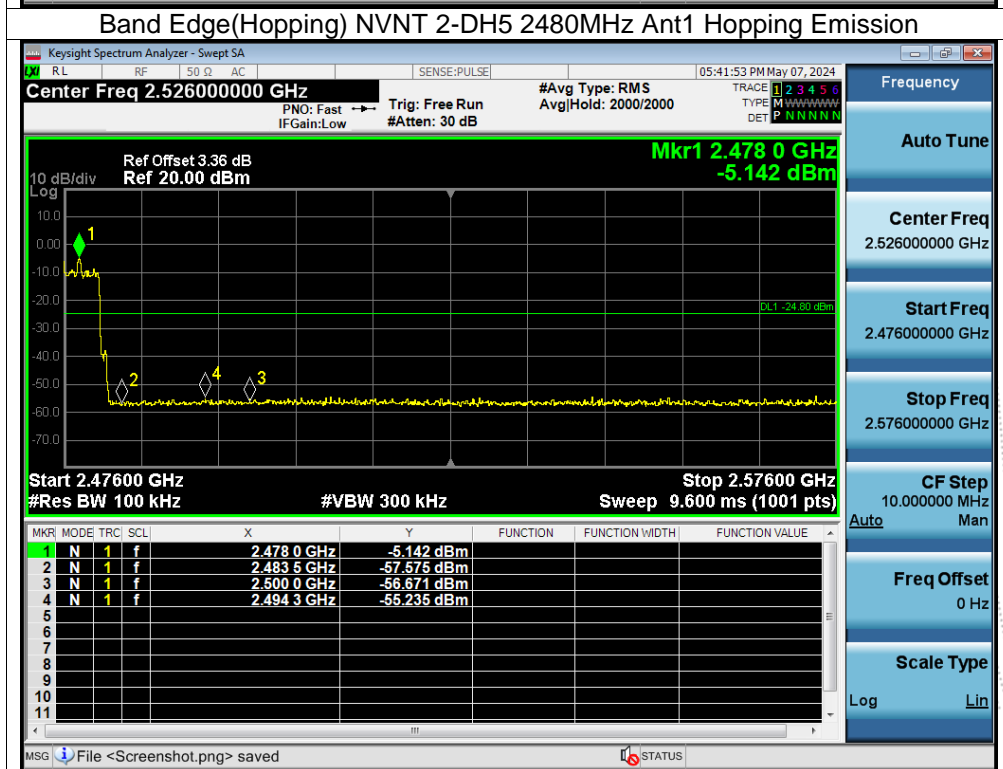 Band Edge(Hopping) NVNT 2-DH5 2480MHz Ant1 Hopping Emission
Keysight Spectrum Analyzer - Swept SA
LXI RL RF 50 Ω AC SENSE:PULSE 05:41:53 PM May 07, 2024
Center Freq 2.526000000 GHz #Avg Type: RMS TRACE 1 2 3 4 5 6
PNO: Fast Trig: Free Run Avg|Hold: 2000/2000 TYPE M WWWWW
IFGain:Low #Atten: 30 dB DET P N N N N N
Mkr1 2.478 0 GHz
-5.142 dBm
Ref Offset 3.36 dB
10 dB/div Ref 20.00 dBm
Log
10.0
0.00
-10.0
-20.0
-30.0
-40.0
-50.0
-60.0
-70.0
1
2
4
3
DL1 -24.80 dBm
Start 2.47600 GHz Stop 2.57600 GHz
#Res BW 100 kHz #VBW 300 kHz Sweep 9.600 ms (1001 pts)
MKR MODE TRC SCL X Y FUNCTION FUNCTION WIDTH FUNCTION VALUE
1 N 1 f 2.478 0 GHz -5.142 dBm
2 N 1 f 2.483 5 GHz -57.575 dBm
3 N 1 f 2.500 0 GHz -56.671 dBm
4 N 1 f 2.494 3 GHz -55.235 dBm
5
6
7
8
9
10
11
MSG File <Screenshot.png> saved STATUS
Frequency
Auto Tune
Center Freq
2.526000000 GHz
Start Freq
2.476000000 GHz
Stop Freq
2.576000000 GHz
CF Step
10.000000 MHz
Auto Man
Freq Offset
0 Hz
Scale Type
Log Lin